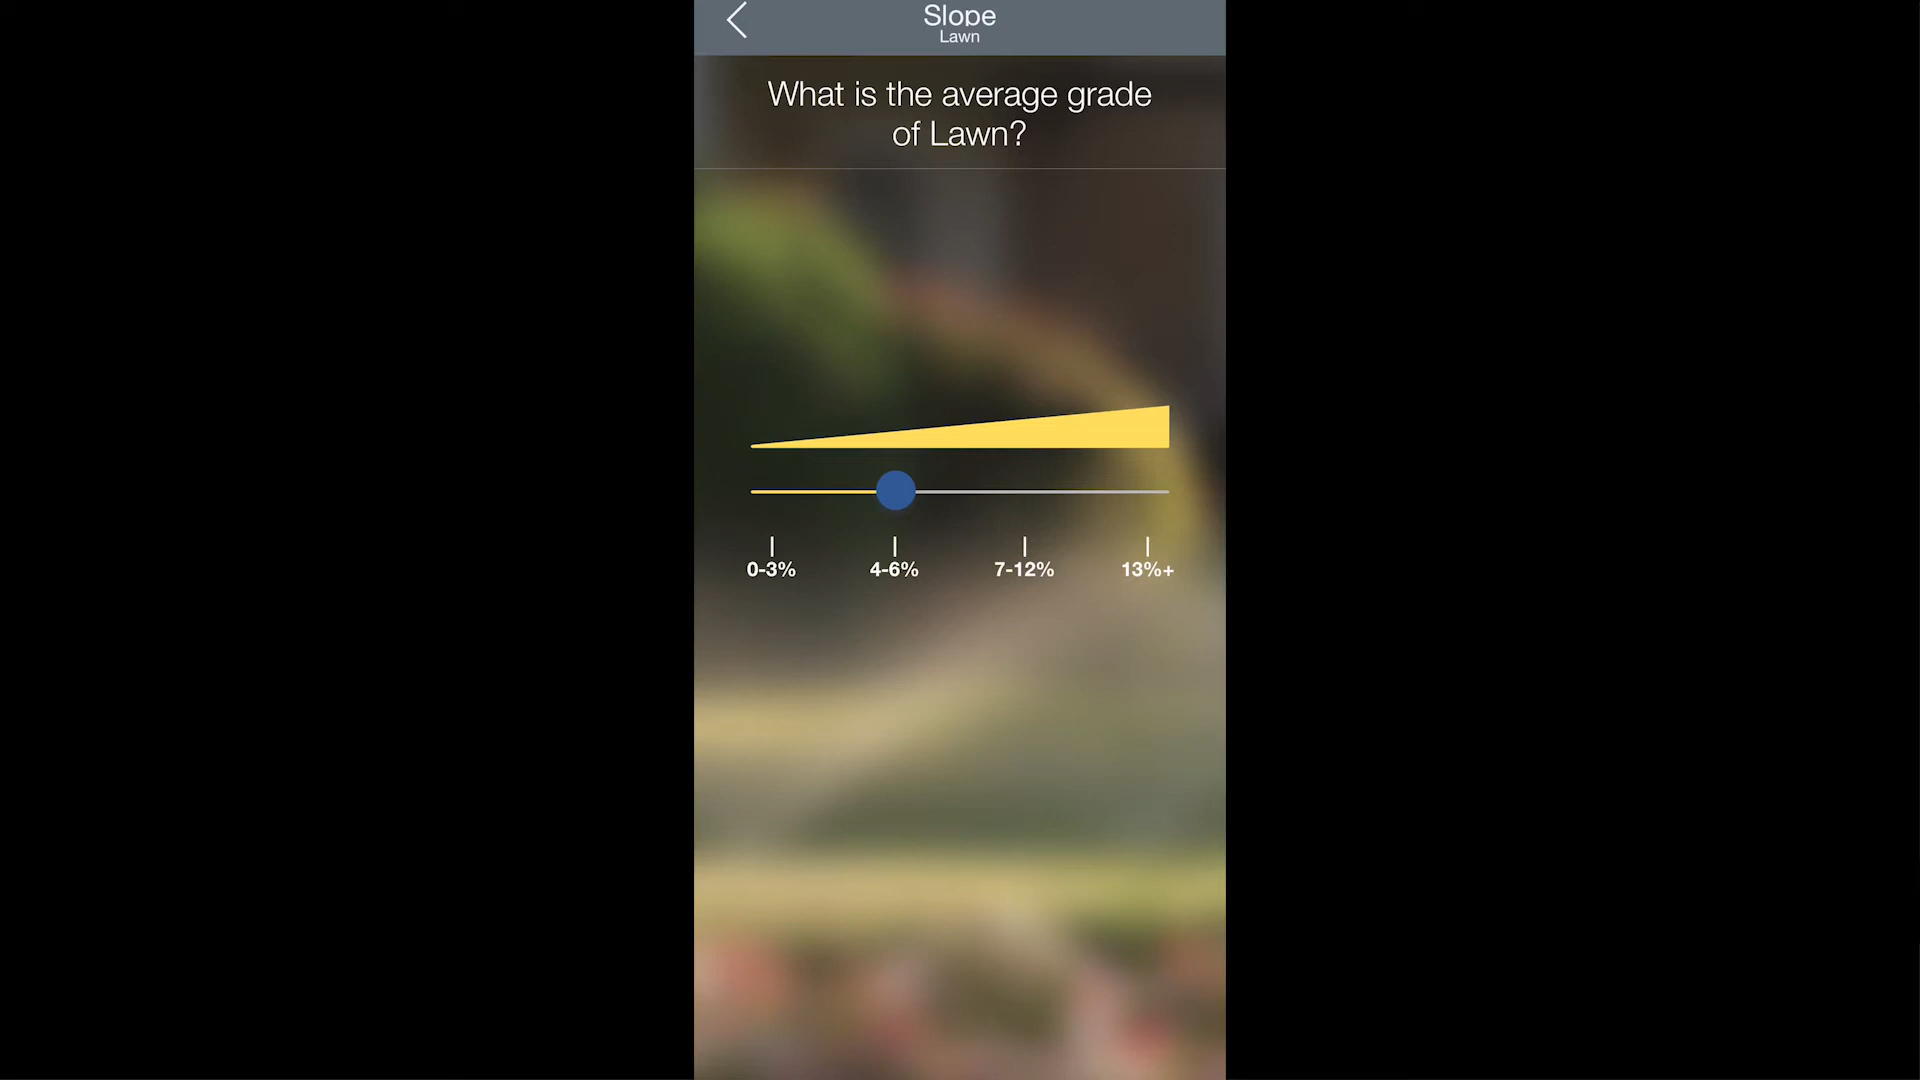 Slope
Lawn
What is the average grade
of Lawn?
0-3%
4-6%
7-12%
13%+